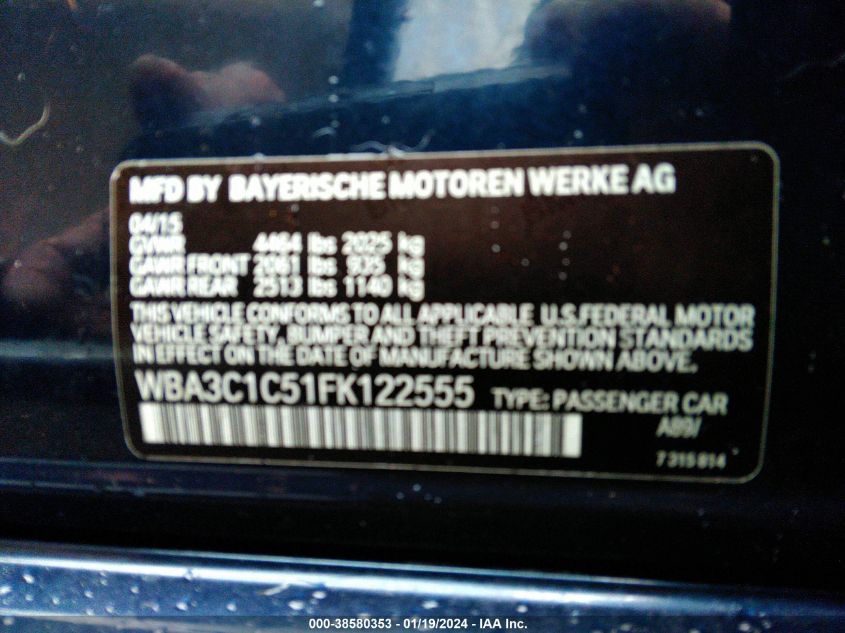 MFD BY BAYERISCHE MOTOREN WERKE AG
04/15
GVWR 4464 lbs 2025 kg
GAWR FRONT 2061 lbs 935 kg
GAWR REAR 2513 lbs 1140 kg
THIS VEHICLE CONFORMS TO ALL APPLICABLE U.S.FEDERAL MOTOR
VEHICLE SAFETY, BUMPER AND THEFT PREVENTION STANDARDS
IN EFFECT ON THE DATE OF MANUFACTURE SHOWN ABOVE.
WBA3C1C51FK122555 TYPE: PASSENGER CAR
A89/
7 315 814
000-38580353 — 01/19/2024 — IAA Inc.